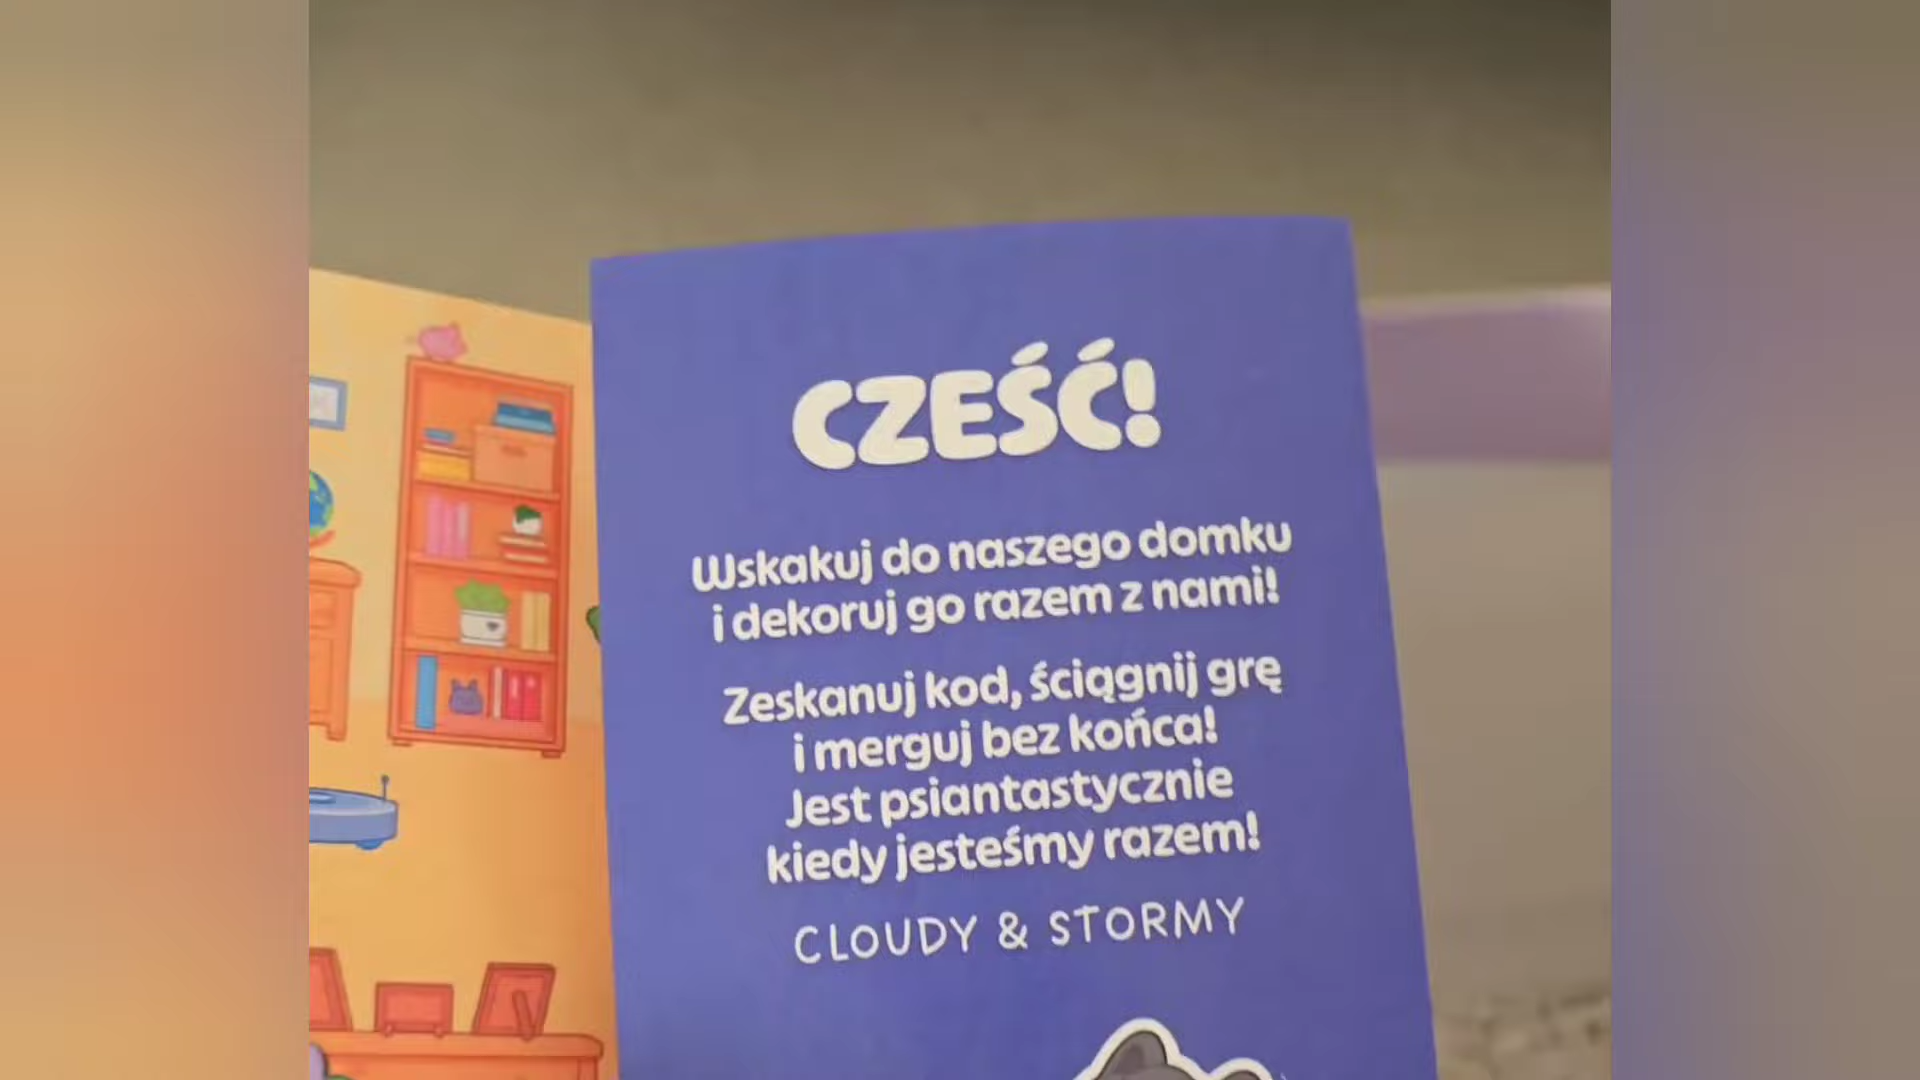 CZEŚĆ!
Wskakuj do naszego domku
i dekoruj go razem z nami!
Zeskanuj kod, ściągnij grę
i merguj bez końca!
Jest psiantastycznie
kiedy jesteśmy razem!
CLOUDY & STORMY